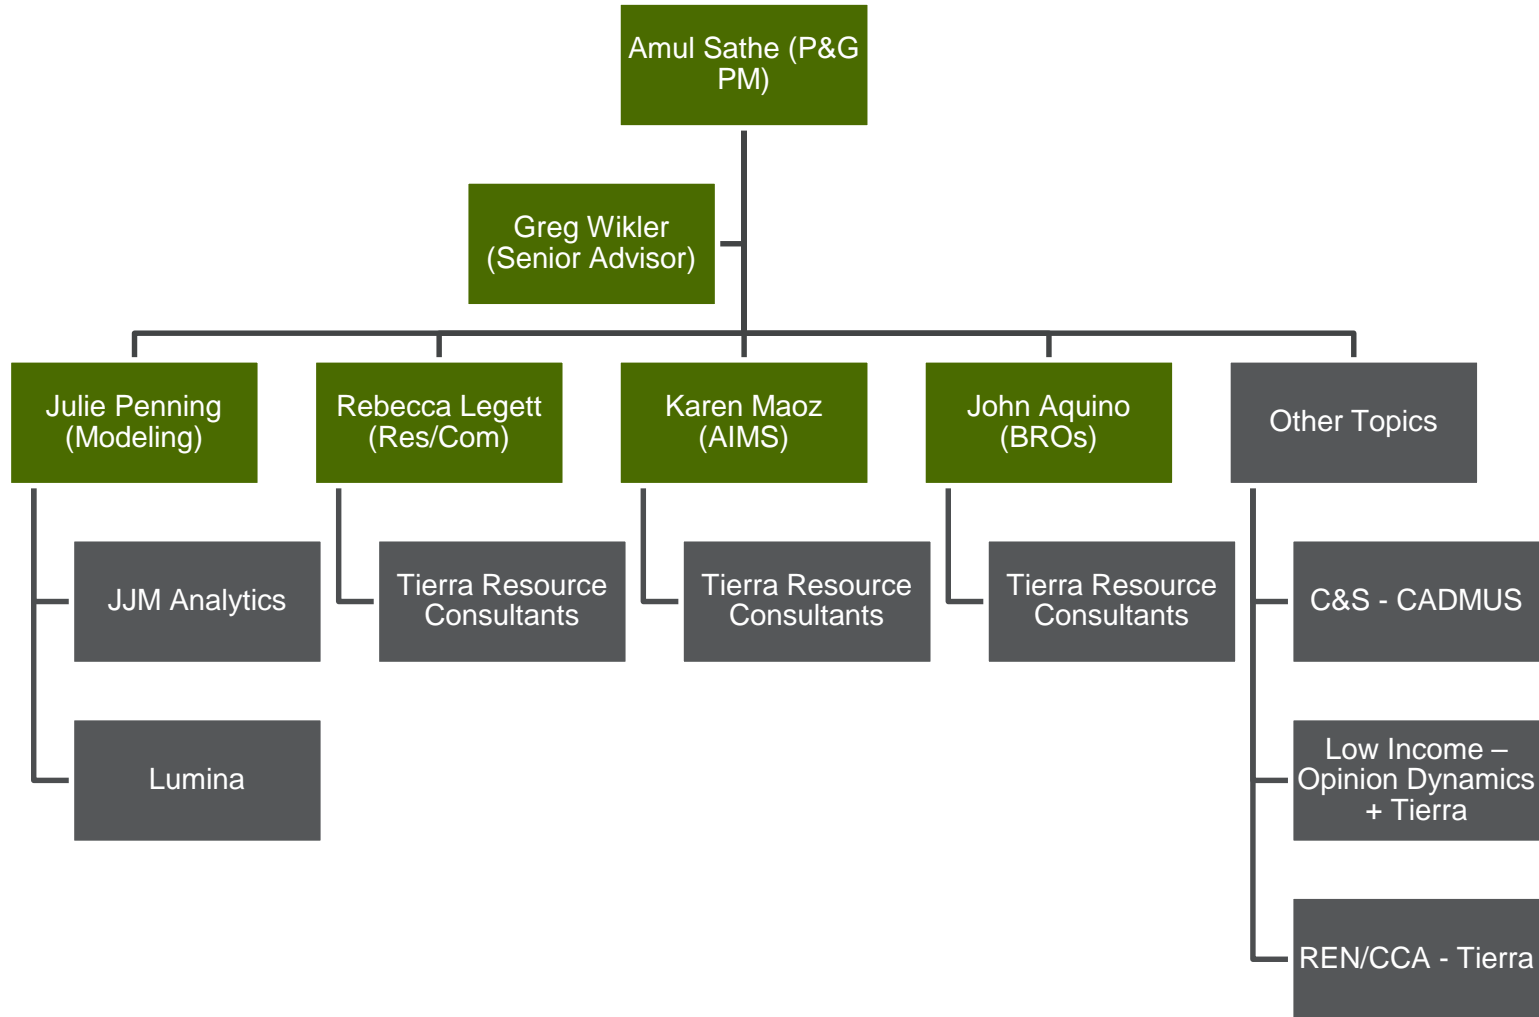 Amul Sathe (P&G
PM)
Greg Wikler
(Senior Advisor)
Julie Penning
(Modeling)
Rebecca Legett
(Res/Com)
Karen Maoz
(AIMS)
John Aquino
(BROs)
Other Topics
JJM Analytics
Tierra Resource
Consultants
Tierra Resource
Consultants
Tierra Resource
Consultants
C&S - CADMUS
Lumina
Low Income –
Opinion Dynamics
+ Tierra
REN/CCA - Tierra